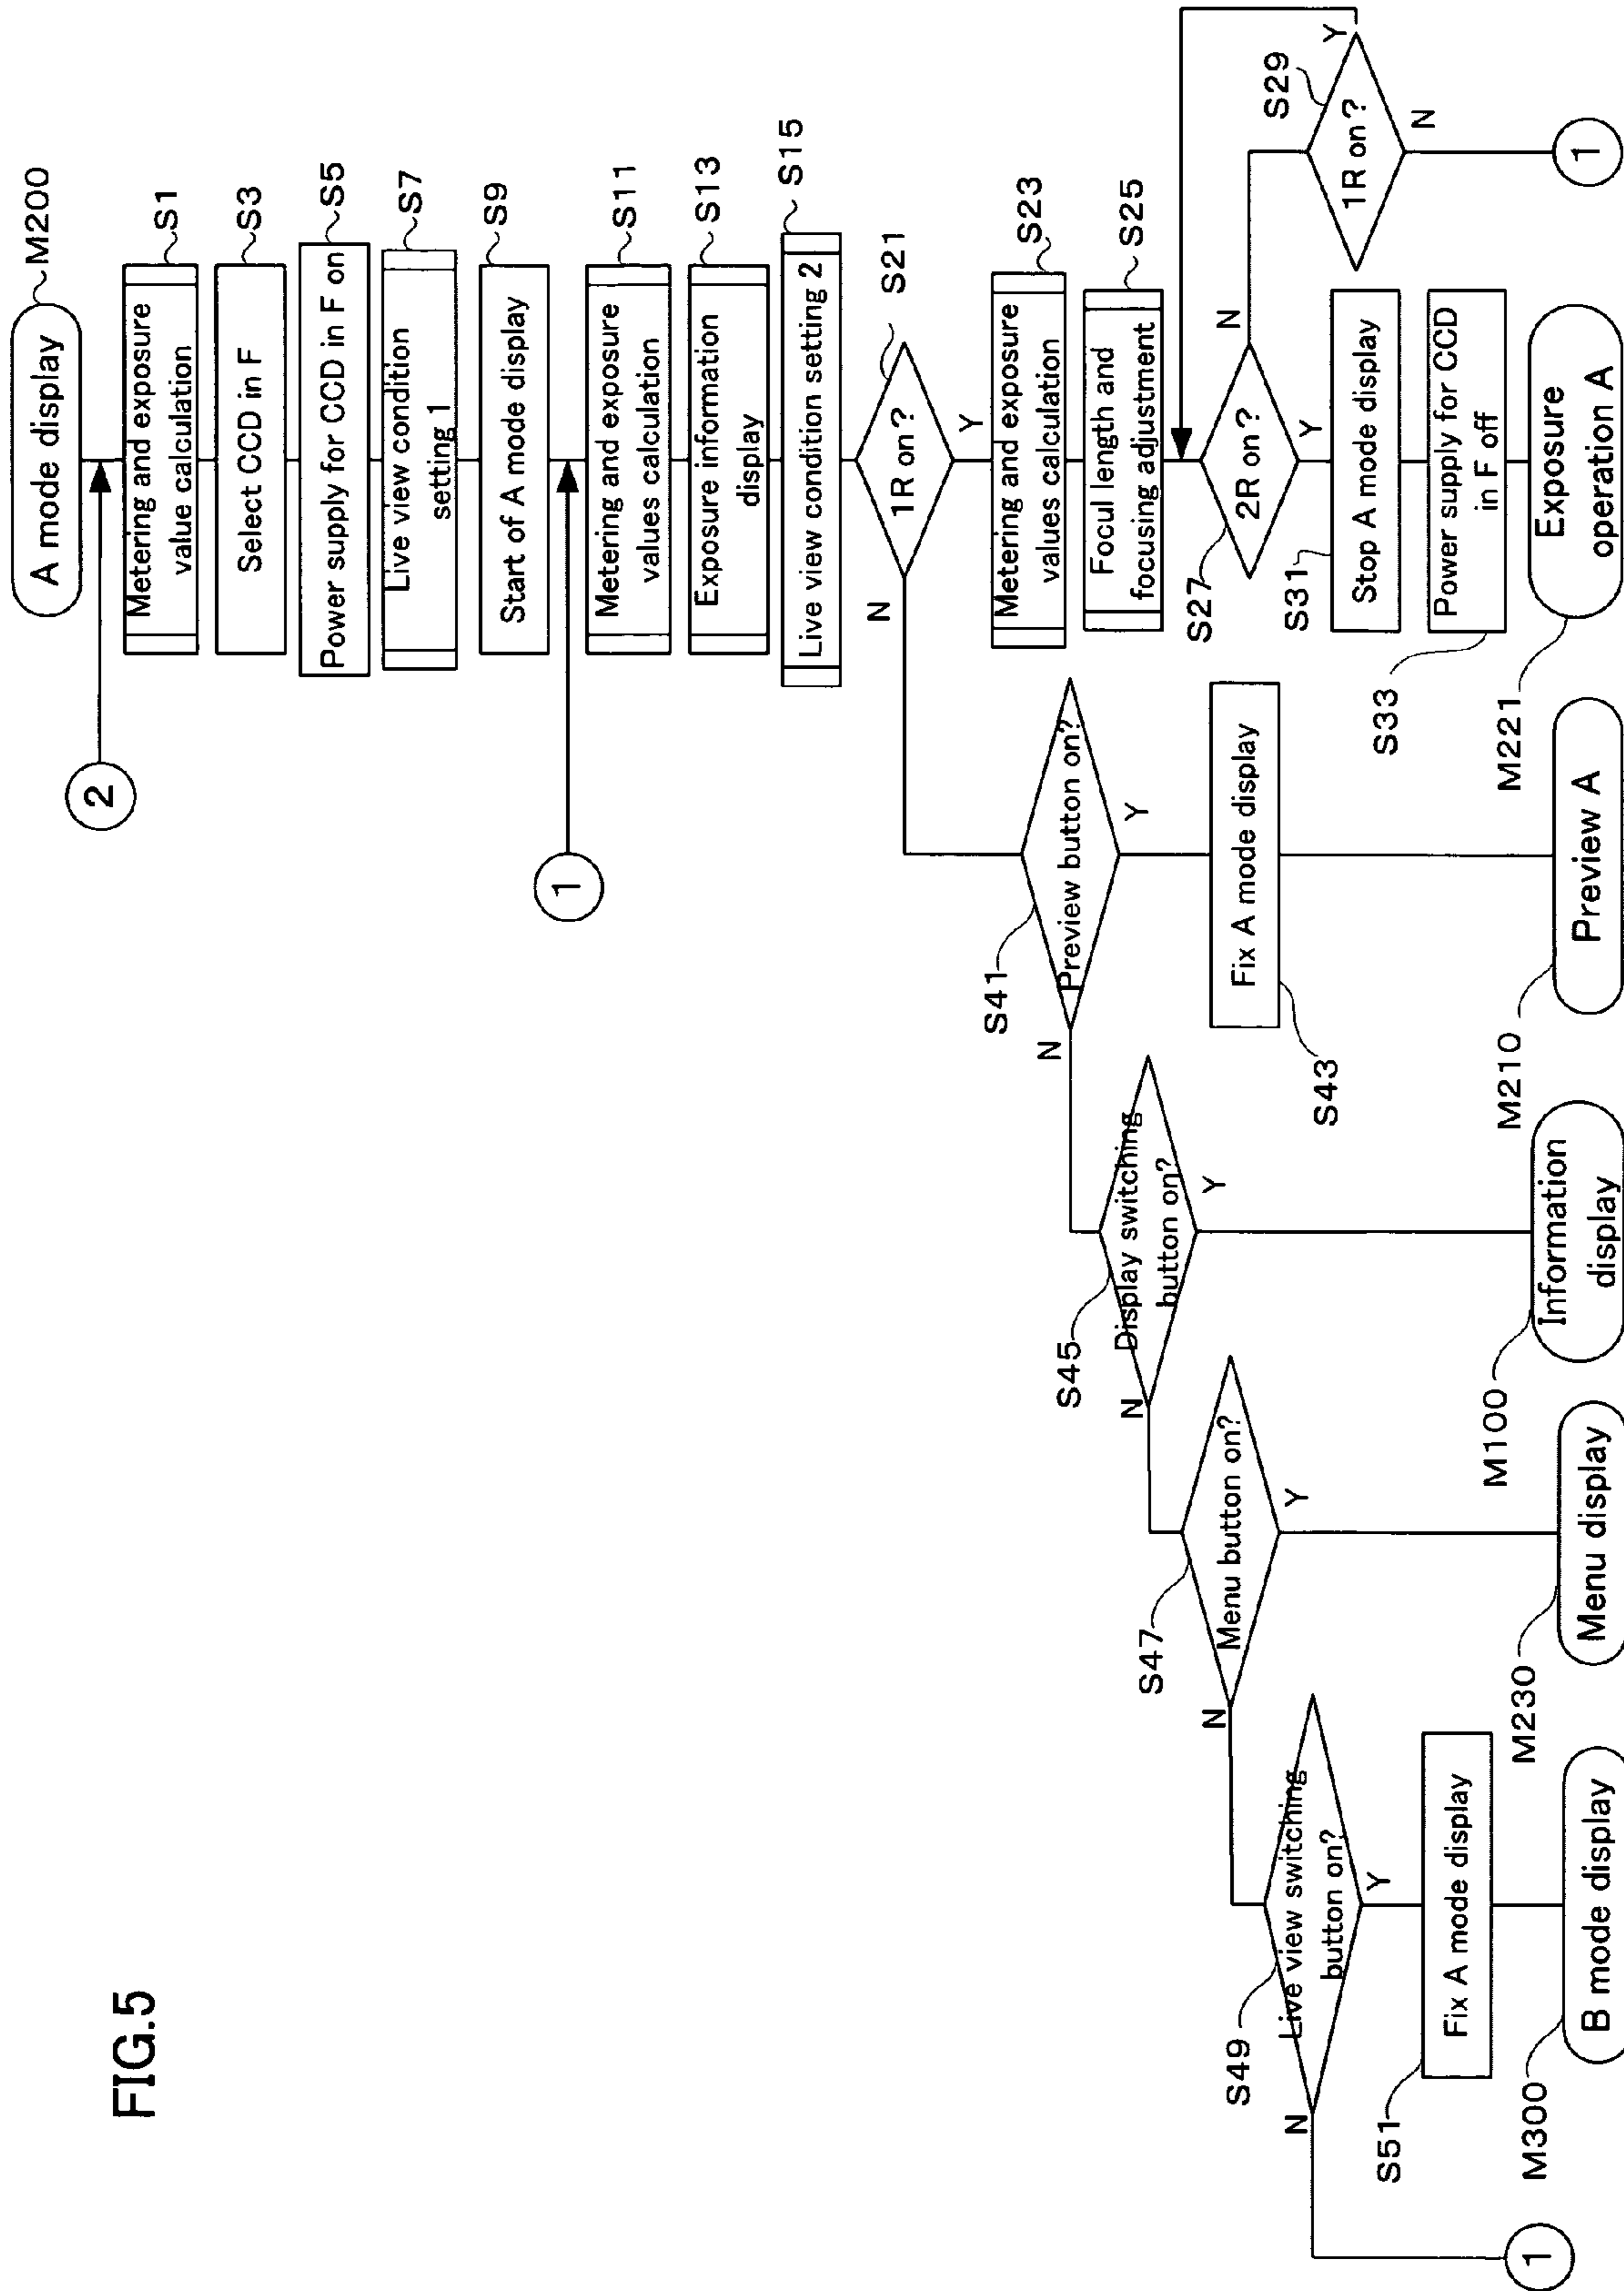 FIG.5
A mode display
M200
2
Metering and exposure
value calculation
S1
Select CCD in F
S3
Power supply for CCD in F on
S5
Live view condition
setting 1
S7
Start of A mode display
S9
1
Metering and exposure
values calculation
S11
Exposure information
display
S13
Live view condition setting 2
S15
1R on?
S21
N
Y
Metering and exposure
values calculation
S23
Focul length and
focusing adjustment
S25
2R on?
S27
N
Y
1R on?
S29
Y
N
1
S31
Stop A mode display
S33
Power supply for CCD
in F off
M221
Exposure
operation A
S41
Preview button on?
N
Y
Fix A mode display
S43
M210
Preview A
S45
Display switching
button on?
N
Y
M100
Information
display
S47
Menu button on?
N
Y
M230
Menu display
S49
Live view switching
button on?
N
Y
S51
Fix A mode display
M300
B mode display
1